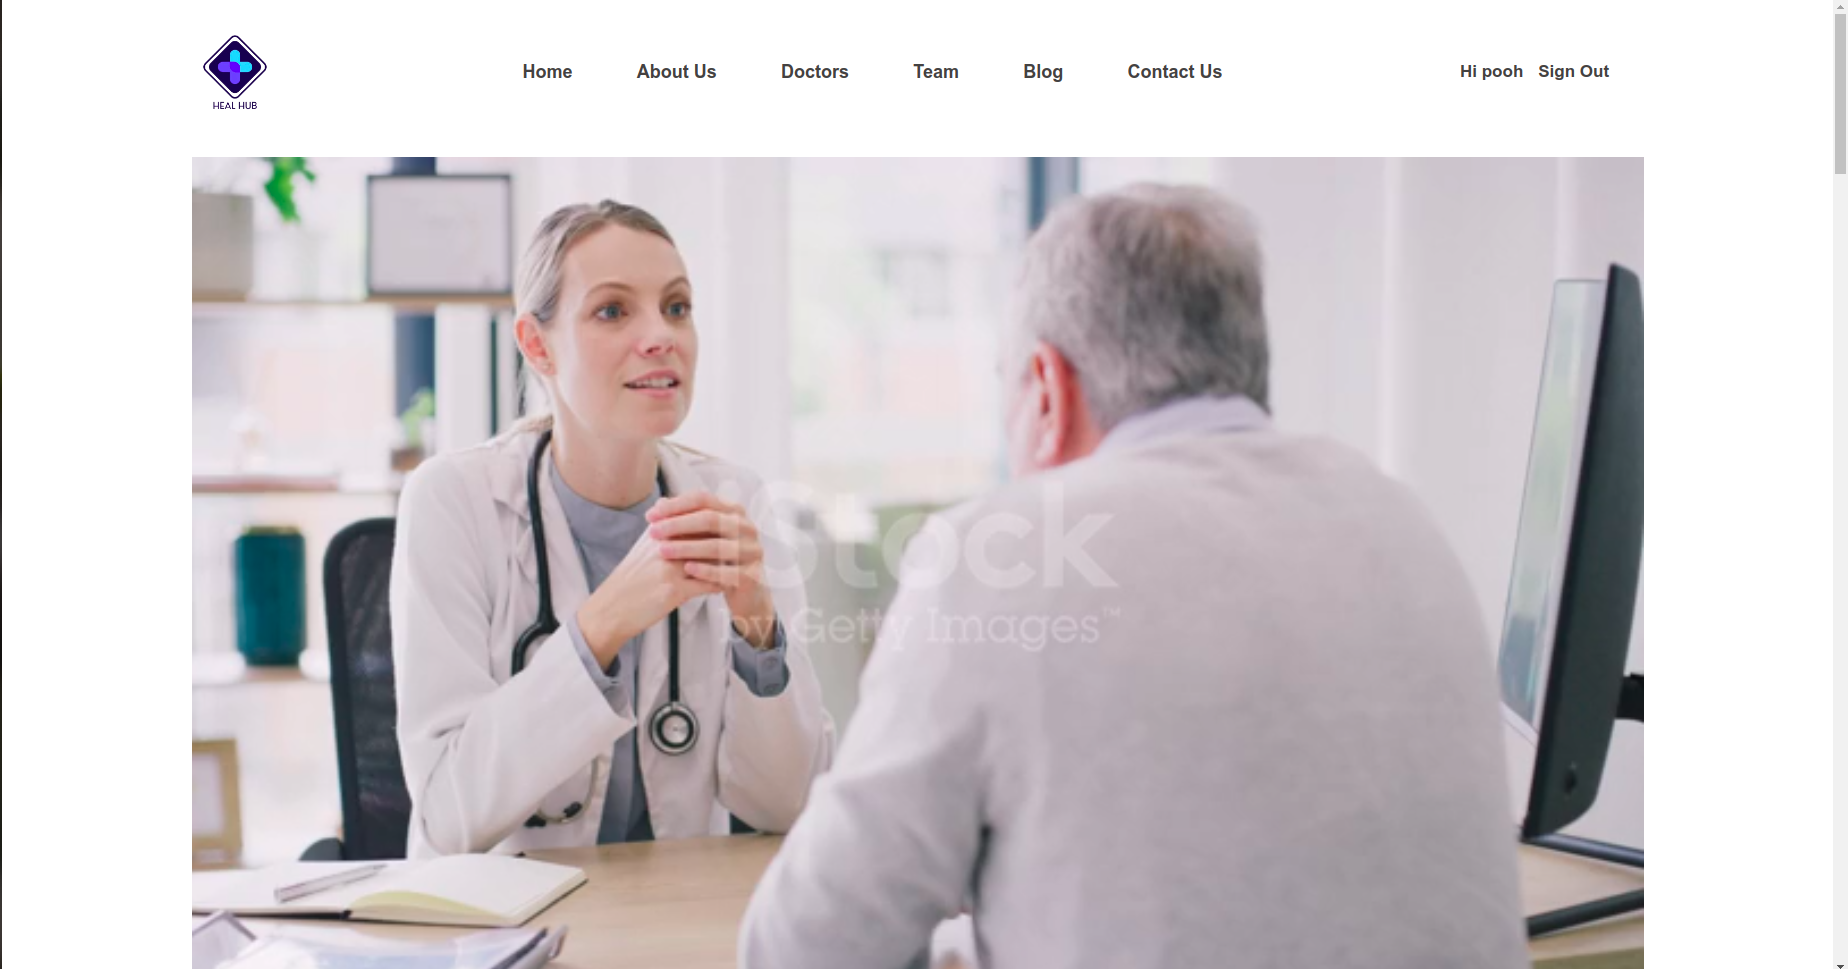 HEAL HUB
Home About Us Doctors Team Blog Contact Us Hi pooh Sign Out
iStock
by Getty Images™